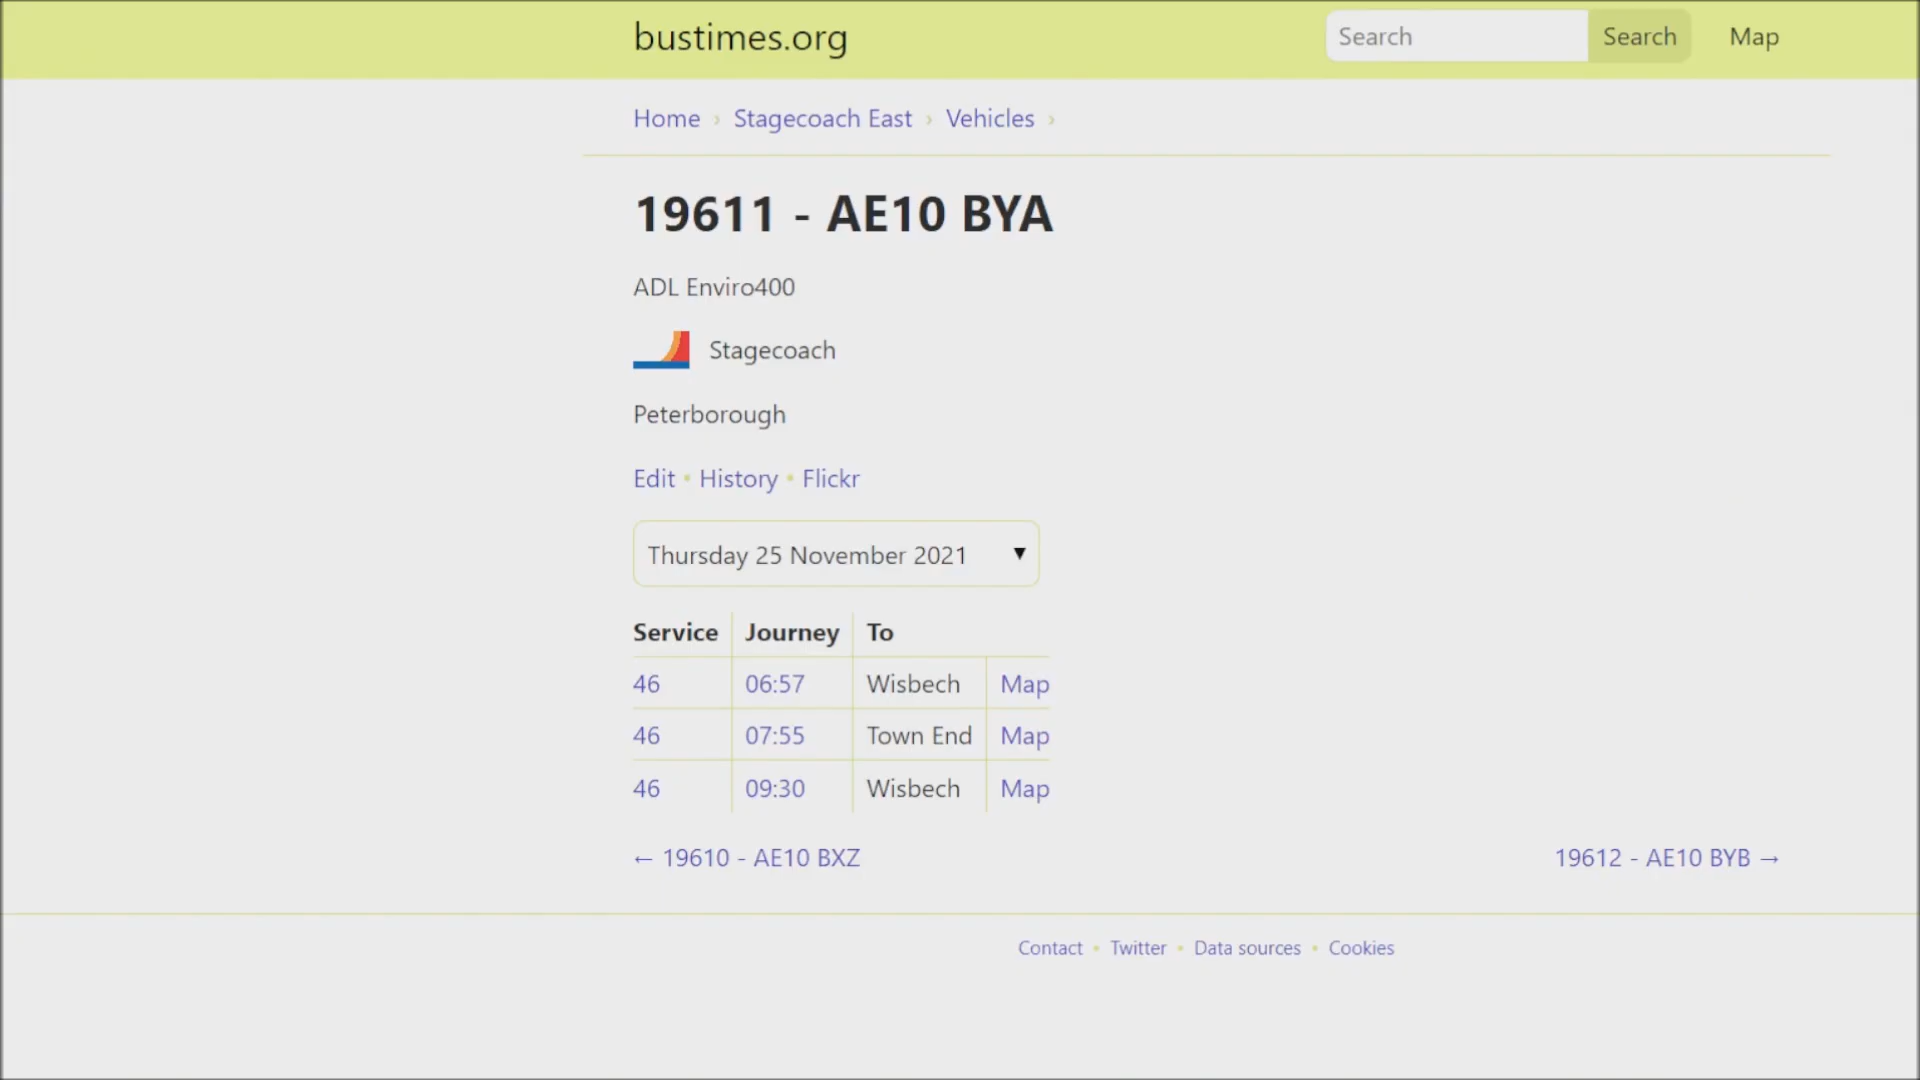 bustimes.org
Search Search Map
Home › Stagecoach East › Vehicles ›
19611 - AE10 BYA
ADL Enviro400
Stagecoach
Peterborough
Edit • History • Flickr
Thursday 25 November 2021 ▼
Service Journey To
46 06:57 Wisbech Map
46 07:55 Town End Map
46 09:30 Wisbech Map
← 19610 - AE10 BXZ 19612 - AE10 BYB →
Contact • Twitter • Data sources • Cookies